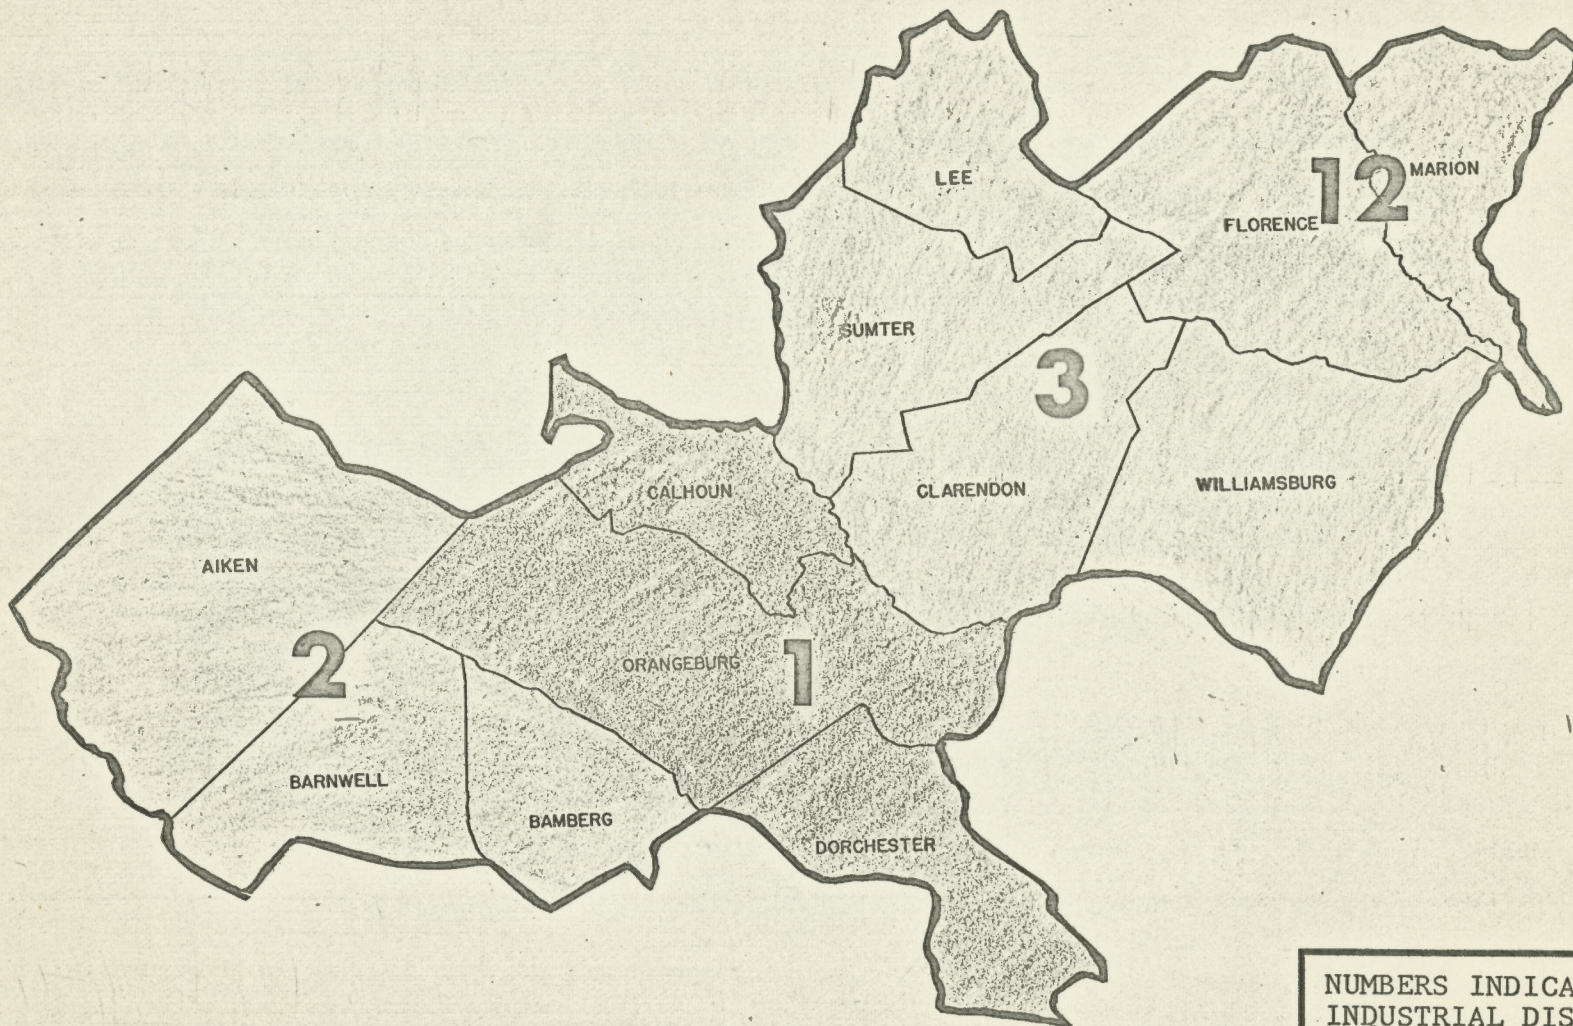 LEE
12
MARION
FLORENCE
SUMTER
3
CALHOUN
CLARENDON
WILLIAMSBURG
AIKEN
2
ORANGEBURG
1
BARNWELL
BAMBERG
DORCHESTER
NUMBERS INDICA
INDUSTRIAL DIS